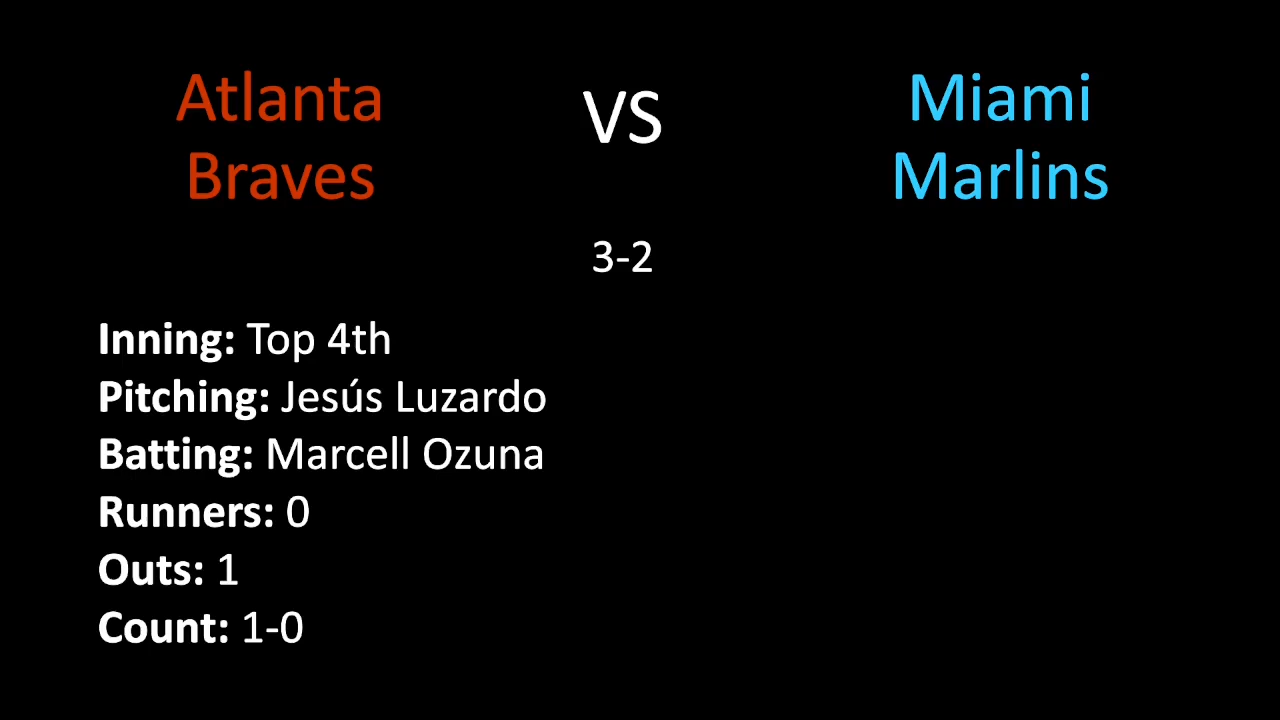 Atlanta
Braves
VS
Miami
Marlins
3-2
Inning: Top 4th
Pitching: Jesús Luzardo
Batting: Marcell Ozuna
Runners: 0
Outs: 1
Count: 1-0